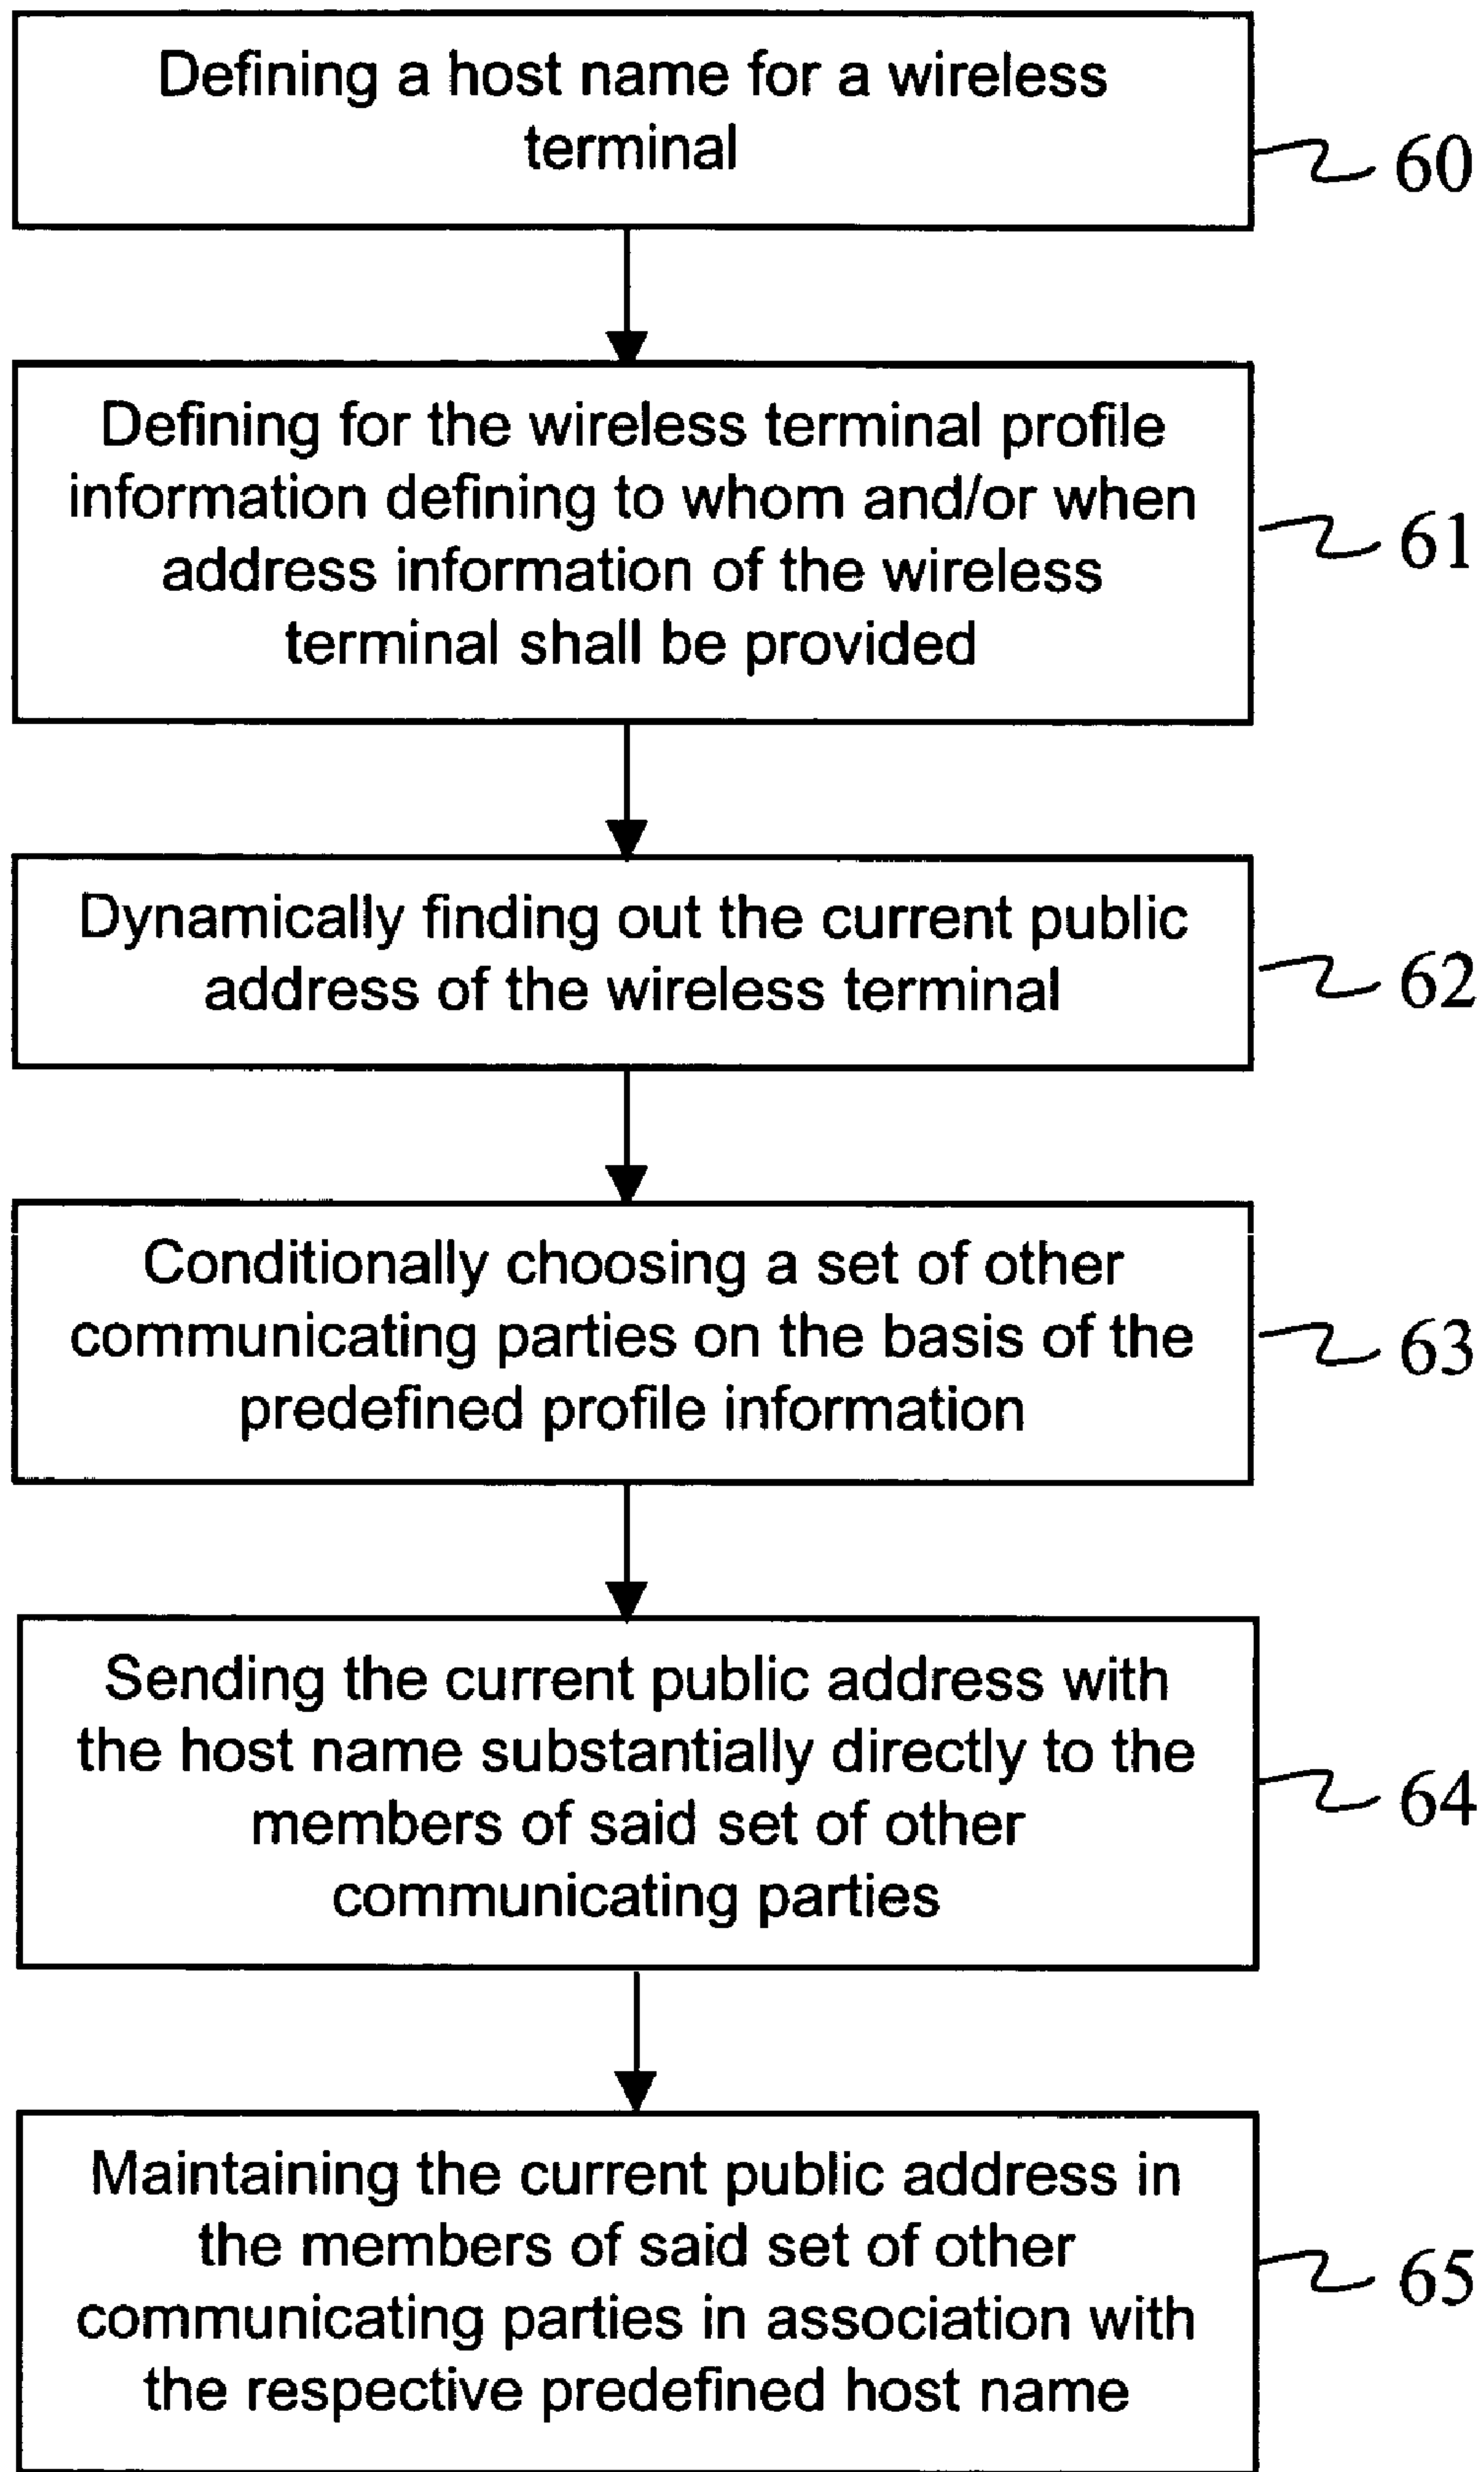 Defining a host name for a wireless
terminal
60
Defining for the wireless terminal profile
information defining to whom and/or when
address information of the wireless
terminal shall be provided
61
Dynamically finding out the current public
address of the wireless terminal
62
Conditionally choosing a set of other
communicating parties on the basis of the
predefined profile information
63
Sending the current public address with
the host name substantially directly to the
members of said set of other
communicating parties
64
Maintaining the current public address in
the members of said set of other
communicating parties in association with
the respective predefined host name
65